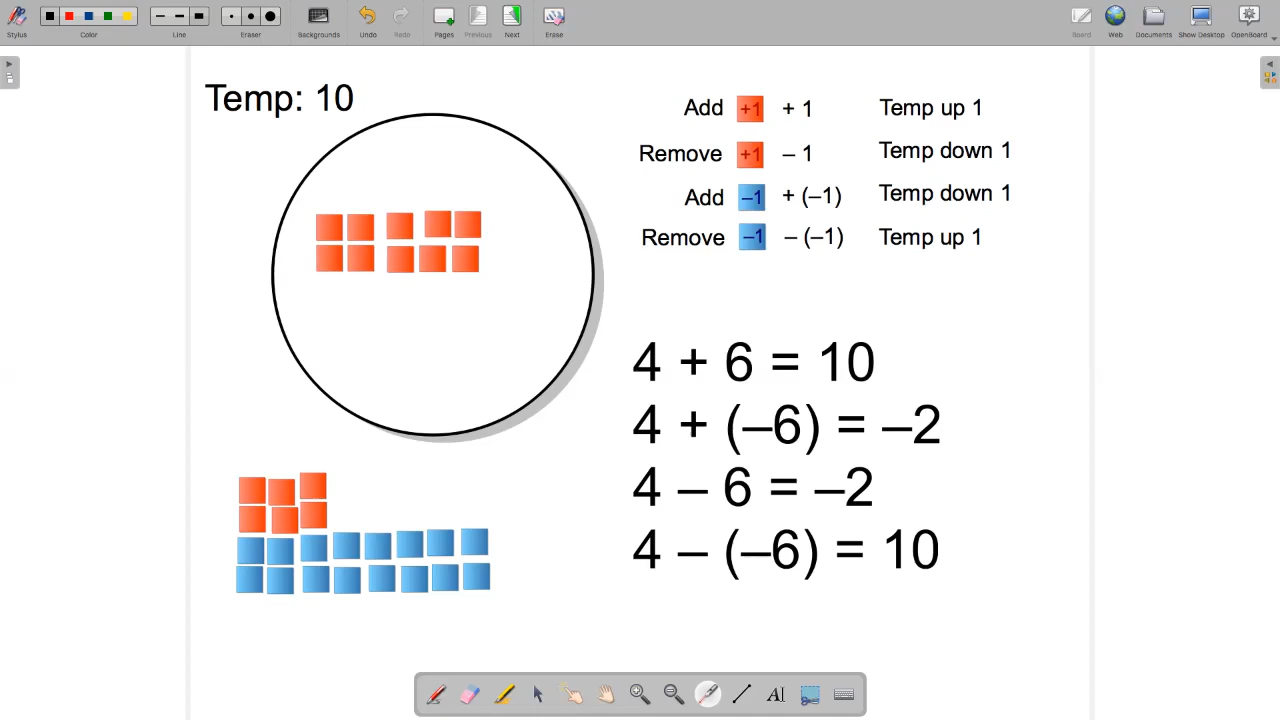 Stylus Color Line Eraser Backgrounds Undo Redo Pages Previous Next Erase Board Web Documents Show Desktop OpenBoard
Temp: 10
Add +1 + 1 Temp up 1
Remove +1 – 1 Temp down 1
Add –1 + (–1) Temp down 1
Remove –1 – (–1) Temp up 1
4 + 6 = 10
4 + (–6) = –2
4 – 6 = –2
4 – (–6) = 10
AI